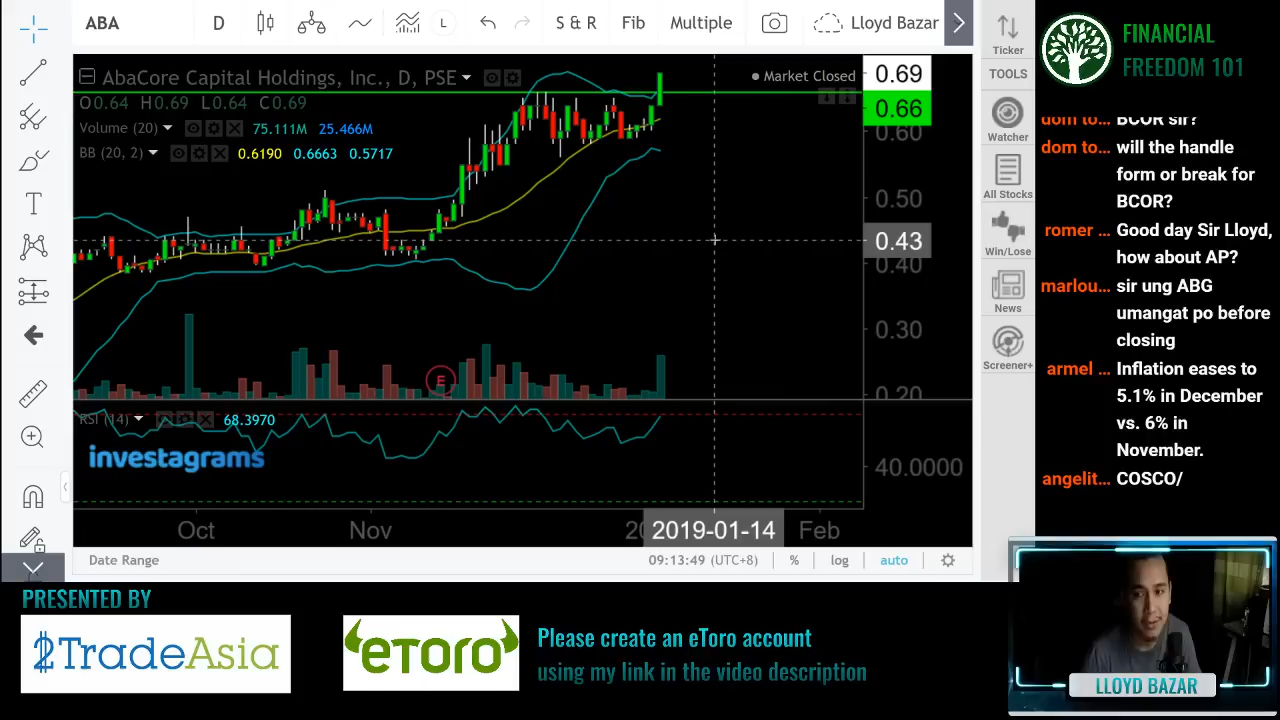 ABA
D
L
S & R
Fib
Multiple
Lloyd Bazar
AbaCore Capital Holdings, Inc., D, PSE
Market Closed
O0.64 H0.69 L0.64 C0.69
Volume (20) 75.111M 25.466M
BB (20, 2) 0.6190 0.6663 0.5717
0.69
0.66
0.60
0.50
0.43
0.40
0.30
0.20
E
RSI (14) 68.3970
investagrams
40.0000
Oct
Nov
20
2019-01-14
Feb
Date Range
09:13:49 (UTC+8)
%
log
auto
Ticker
TOOLS
Watcher
All Stocks
Win/Lose
News
Screener+
FINANCIAL
FREEDOM 101
dom to... BCOR sir?
dom to... will the handle
form or break for
BCOR?
romer ... Good day Sir Lloyd,
how about AP?
marlou... sir ung ABG
umangat po before
closing
armel ... Inflation eases to
5.1% in December
vs. 6% in
November.
angelit... COSCO/
PRESENTED BY
2TradeAsia
eToro
Please create an eToro account
using my link in the video description
LLOYD BAZAR